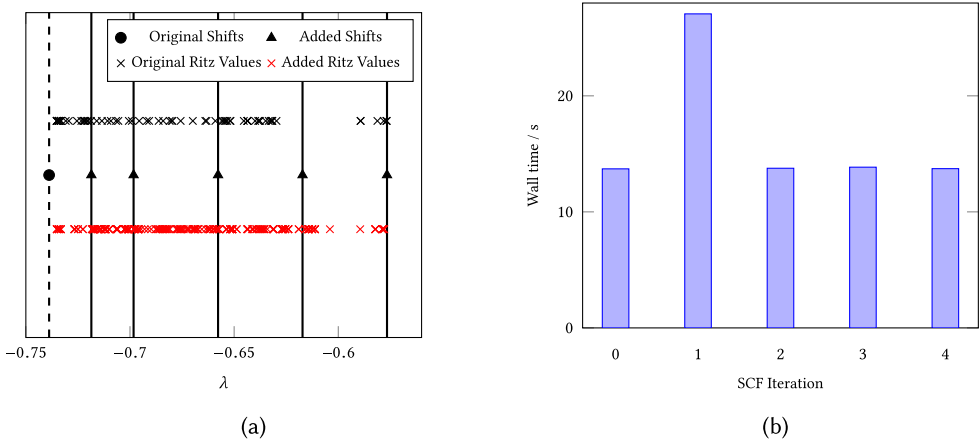 Original Shifts Added Shifts
Original Ritz Values Added Ritz Values
−0.75 −0.7 −0.65 −0.6
λ
(a)
20
10
0
Wall time / s
0 1 2 3 4
SCF Iteration
(b)